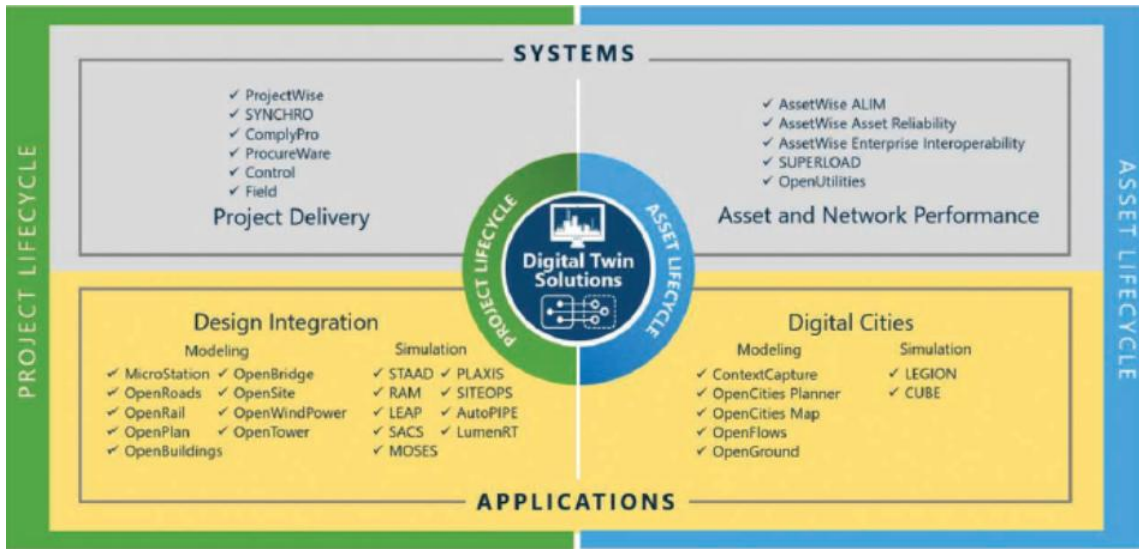 SYSTEMS
PROJECT LIFECYCLE
✓ ProjectWise
✓ SYNCHRO
✓ ComplyPro
✓ ProcureWare
✓ Control
✓ Field
Project Delivery
✓ AssetWise ALIM
✓ AssetWise Asset Reliability
✓ AssetWise Enterprise Interoperability
✓ SUPERLOAD
✓ OpenUtilities
Asset and Network Performance
ASSET LIFECYCLE
PROJECT LIFECYCLE
ASSET LIFECYCLE
Digital Twin
Solutions
Design Integration
Modeling
✓ MicroStation ✓ OpenBridge
✓ OpenRoads ✓ OpenSite
✓ OpenRail ✓ OpenWindPower
✓ OpenPlan ✓ OpenTower
✓ OpenBuildings
Simulation
✓ STAAD ✓ PLAXIS
✓ RAM ✓ SITEOPS
✓ LEAP ✓ AutoPIPE
✓ SACS ✓ LumenRT
✓ MOSES
Digital Cities
Modeling
✓ ContextCapture
✓ OpenCities Planner
✓ OpenCities Map
✓ OpenFlows
✓ OpenGround
Simulation
✓ LEGION
✓ CUBE
APPLICATIONS